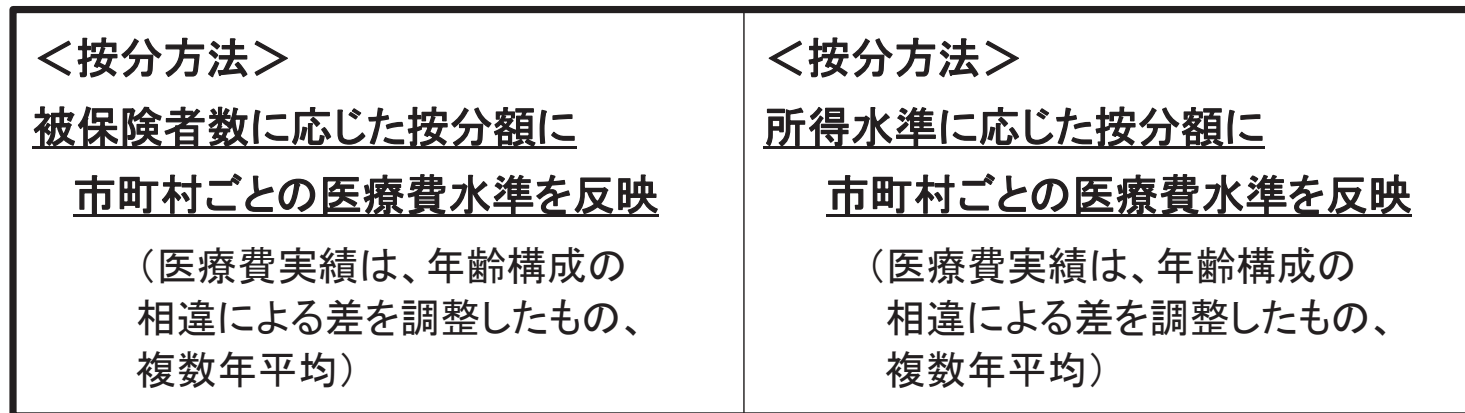 ＜按分方法＞
被保険者数に応じた按分額に
市町村ごとの医療費水準を反映
（医療費実績は、年齢構成の
相違による差を調整したもの、
複数年平均）
＜按分方法＞
所得水準に応じた按分額に
市町村ごとの医療費水準を反映
（医療費実績は、年齢構成の
相違による差を調整したもの、
複数年平均）